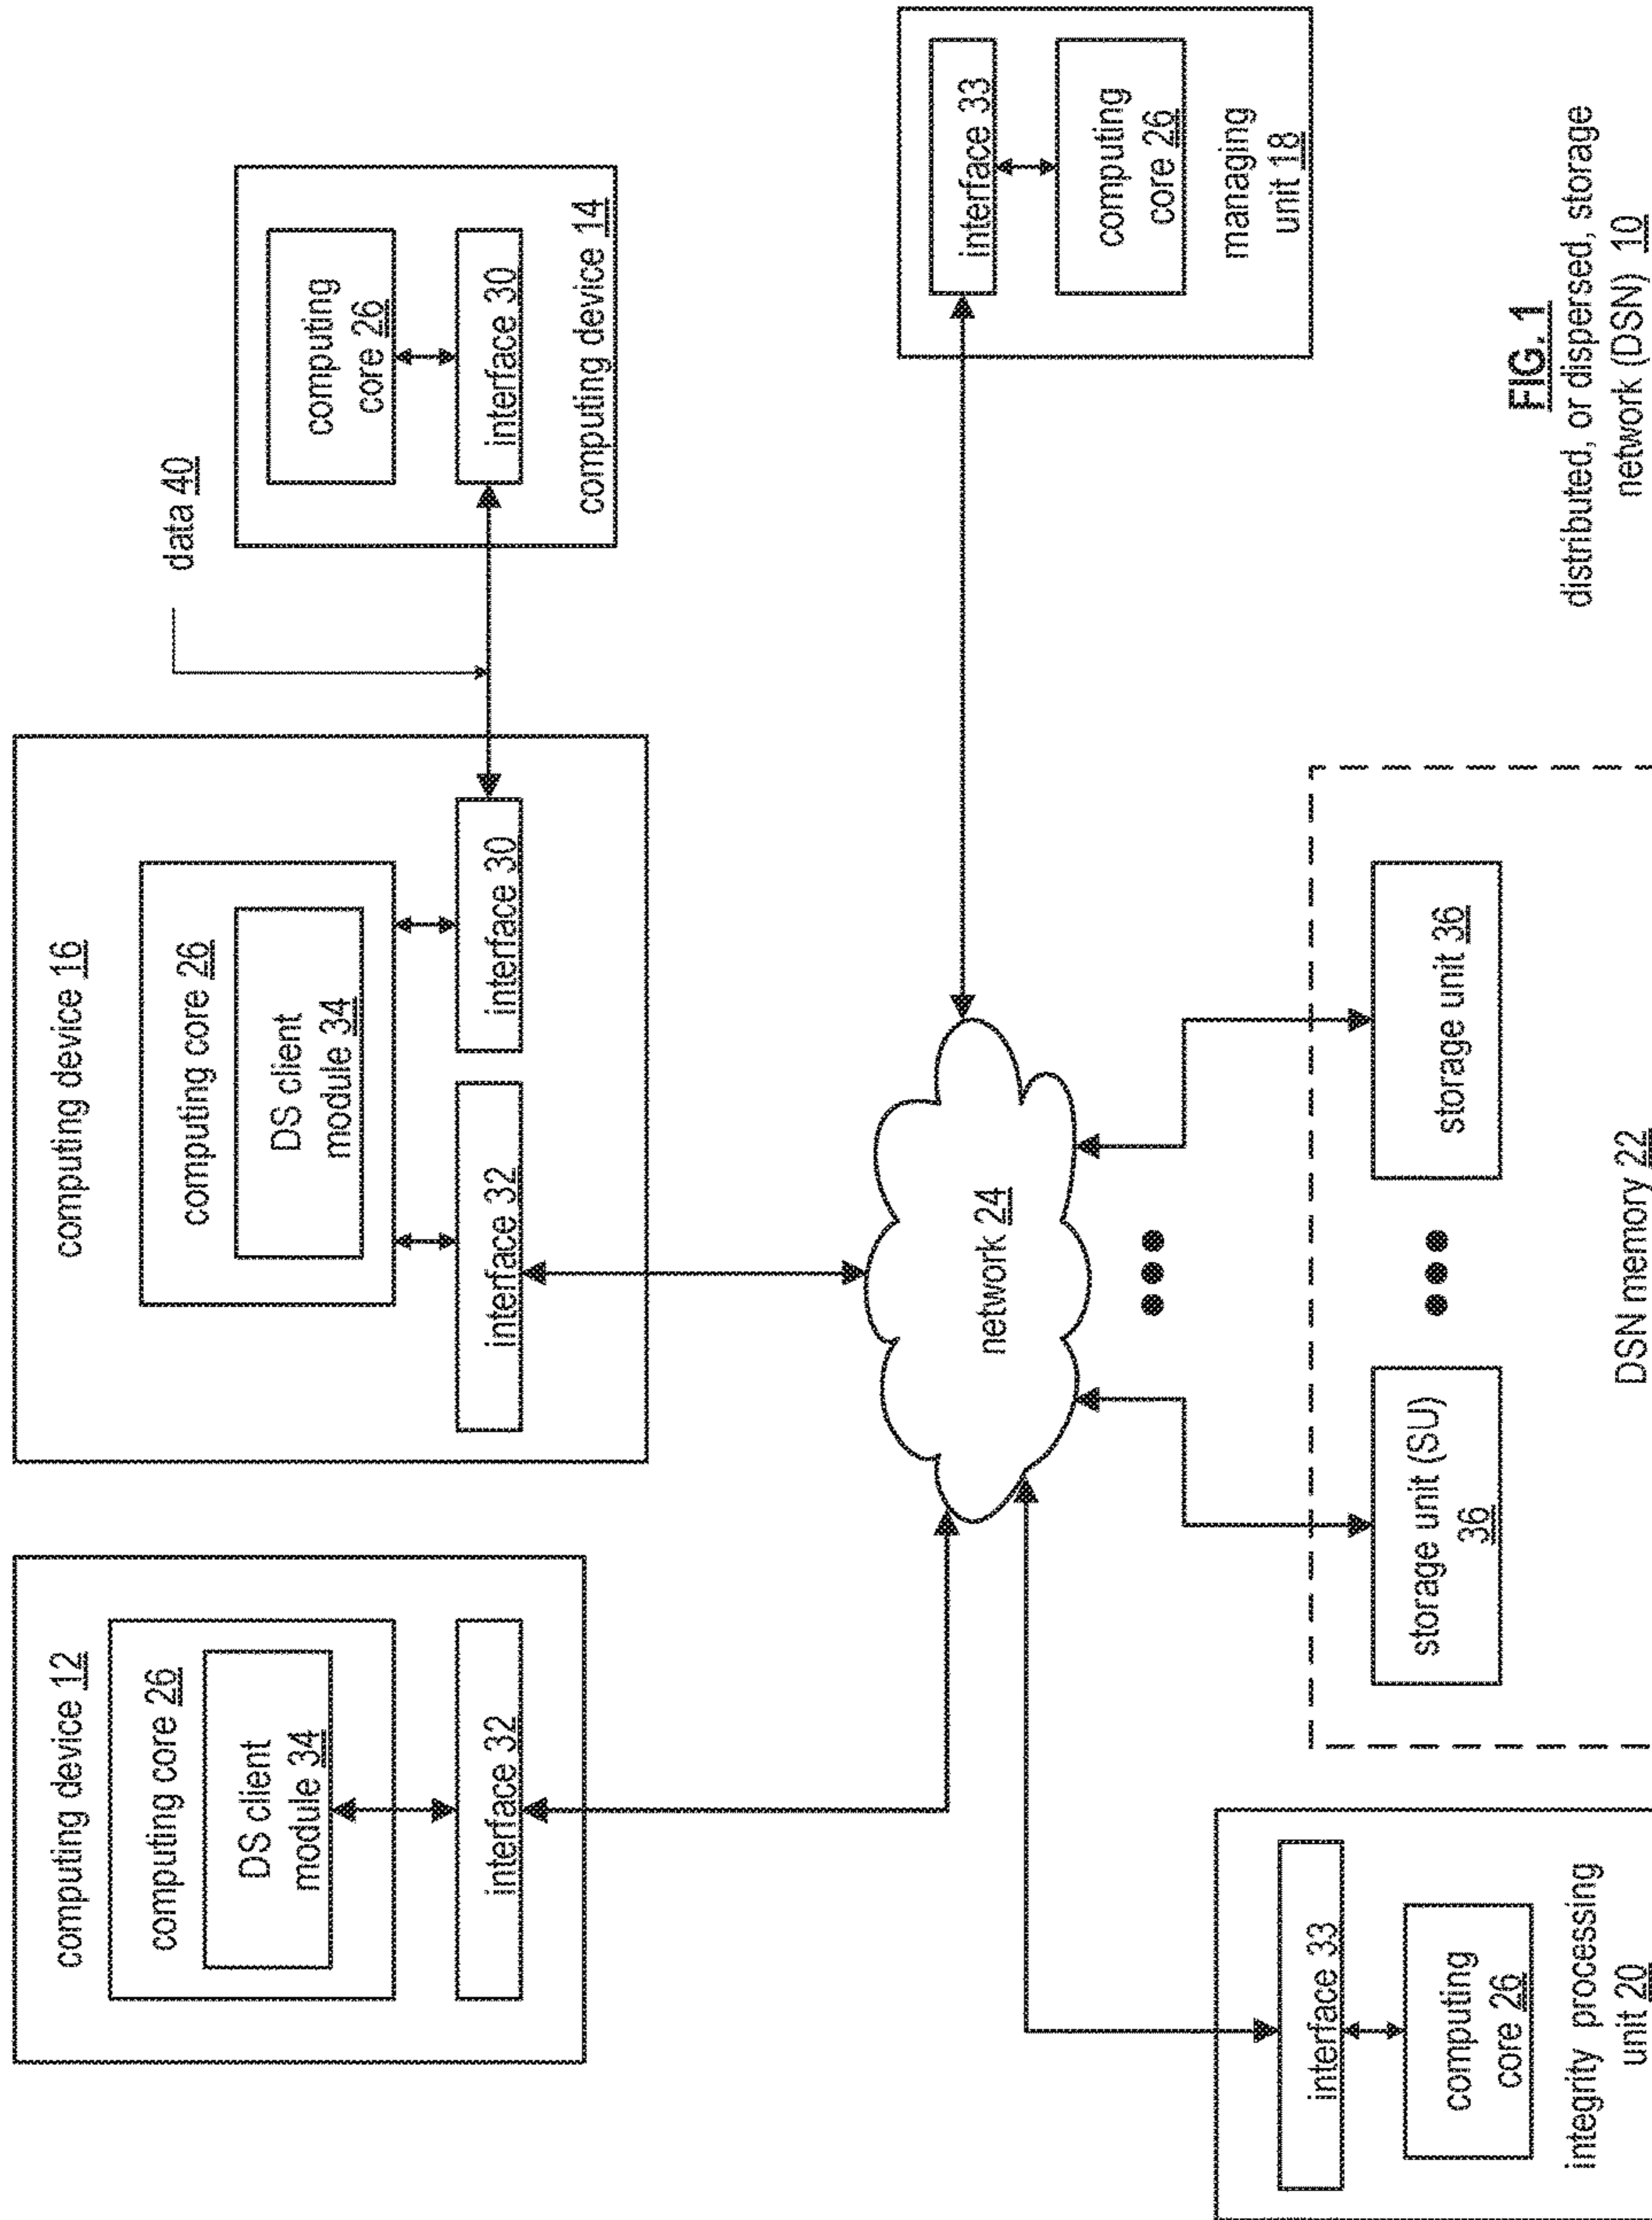 computing device 12
computing core 26
DS client
module 34
interface 32
computing device 16
computing core 26
DS client
module 34
interface 32
interface 30
data 40
computing
core 26
interface 30
computing device 14
network 24
interface 33
computing
core 26
managing
unit 18
interface 33
computing
core 26
integrity processing
unit 20
storage unit (SU)
36
storage unit 36
DSN memory 22
FIG. 1
distributed, or dispersed, storage
network (DSN) 10